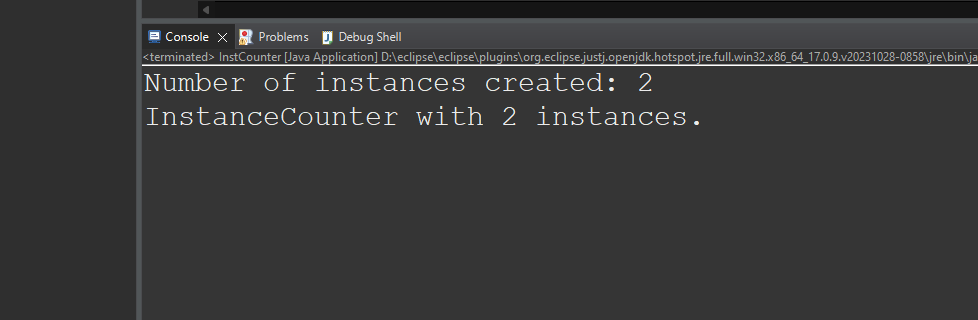 Console Problems Debug Shell
<terminated> InstCounter [Java Application] D:\eclipse\eclipse\plugins\org.eclipse.justj.openjdk.hotspot.jre.full.win32.x86_64_17.0.9.v20231028-0858\jre\bin\ja
Number of instances created: 2
InstanceCounter with 2 instances.